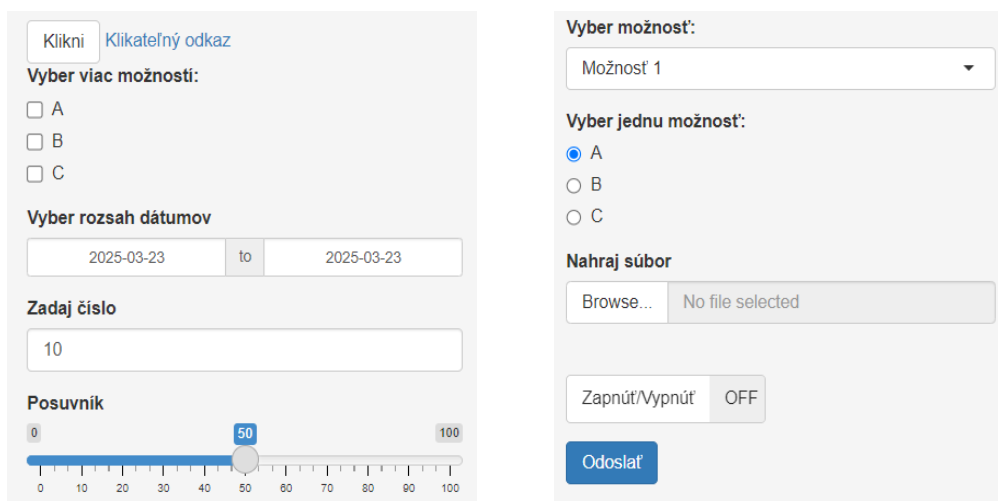 Klikni Klikateľný odkaz
Vyber viac možností:
A
B
C
Vyber rozsah dátumov
2025-03-23 to 2025-03-23
Zadaj číslo
10
Posuvník
0 50 100
0 10 20 30 40 50 60 70 80 90 100
Vyber možnosť:
Možnosť 1
Vyber jednu možnosť:
A
B
C
Nahraj súbor
Browse... No file selected
Zapnúť/Vypnúť OFF
Odoslať